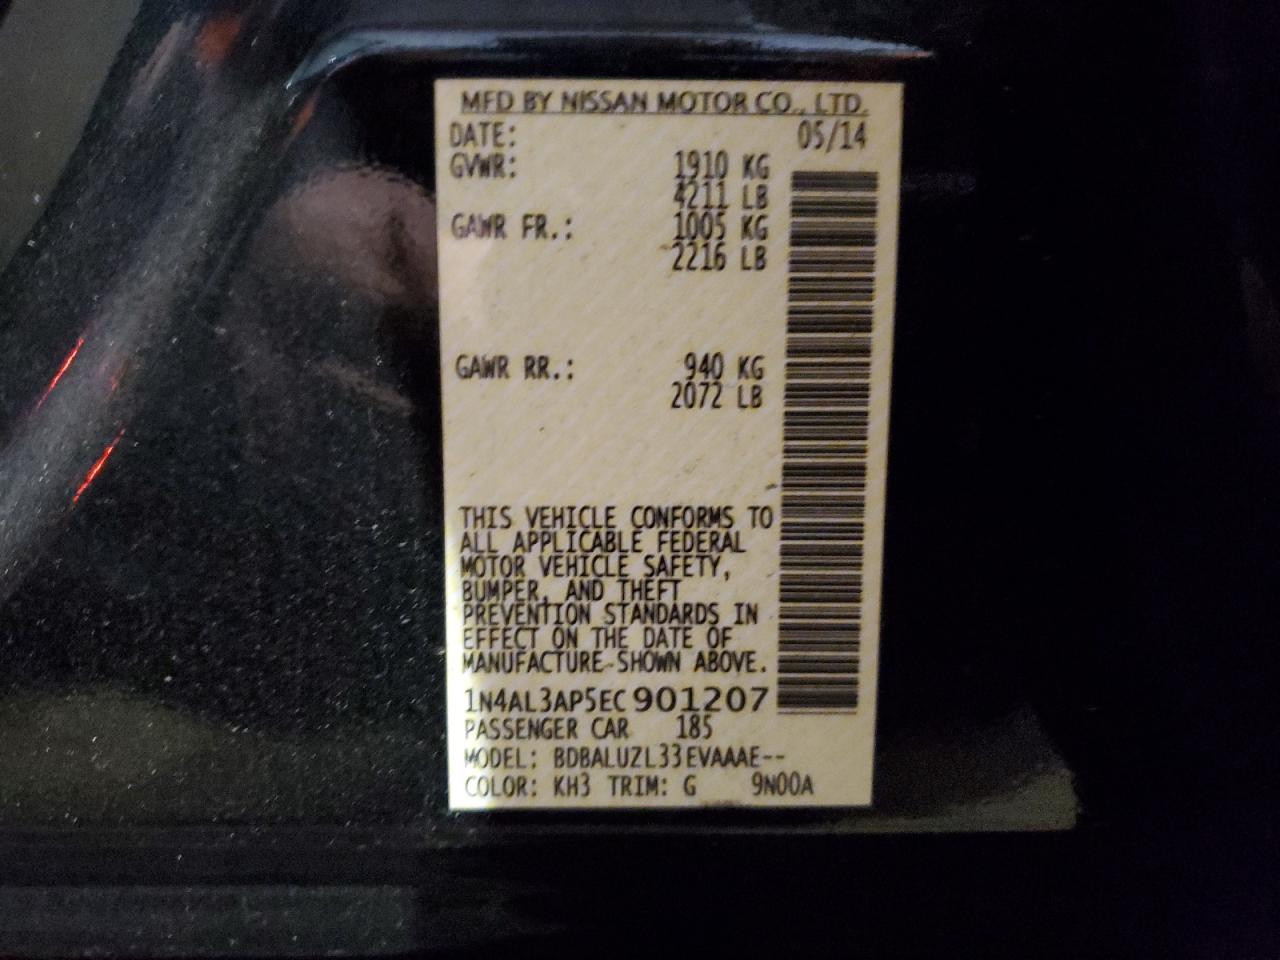 MFD BY NISSAN MOTOR CO., LTD.
DATE: 05/14
GVWR: 1910 KG
4211 LB
GAWR FR.: 1005 KG
2216 LB
GAWR RR.: 940 KG
2072 LB
THIS VEHICLE CONFORMS TO
ALL APPLICABLE FEDERAL
MOTOR VEHICLE SAFETY,
BUMPER, AND THEFT
PREVENTION STANDARDS IN
EFFECT ON THE DATE OF
MANUFACTURE SHOWN ABOVE.
1N4AL3AP5EC901207
PASSENGER CAR 185
MODEL: BDBALUZL33EVAAAE--
COLOR: KH3 TRIM: G 9N00A